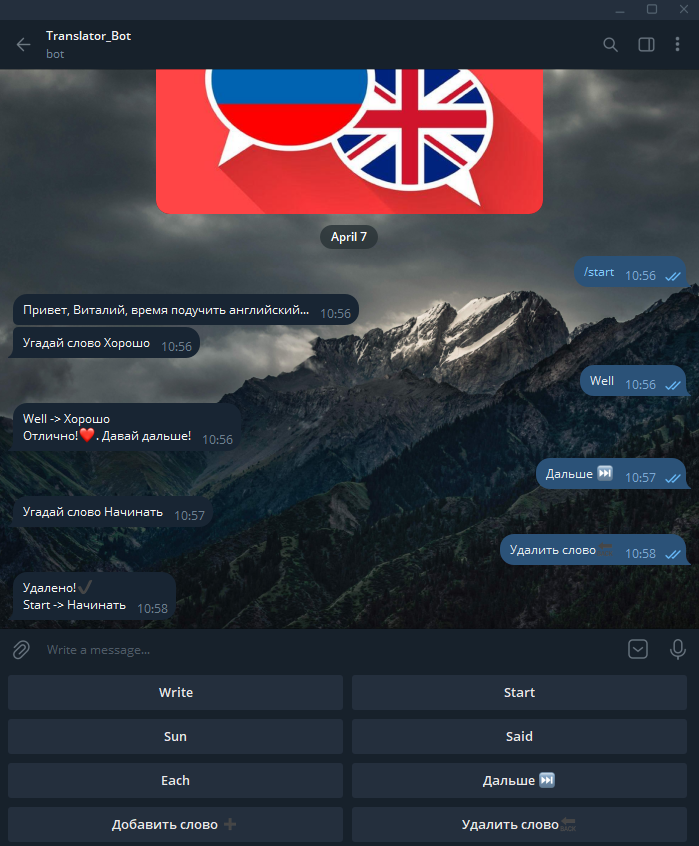 Translator_Bot
bot
April 7
/start 10:56
Привет, Виталий, время подучить английский... 10:56
Угадай слово Хорошо 10:56
Well 10:56
Well -> Хорошо
Отлично!❤️. Давай дальше! 10:56
Дальше ⏭️ 10:57
Угадай слово Начинать 10:57
Удалить слово🔙 10:58
Удалено!✔️
Start -> Начинать 10:58
Write a message...
Write Start
Sun Said
Each Дальше ⏭️
Добавить слово ➕ Удалить слово🔙